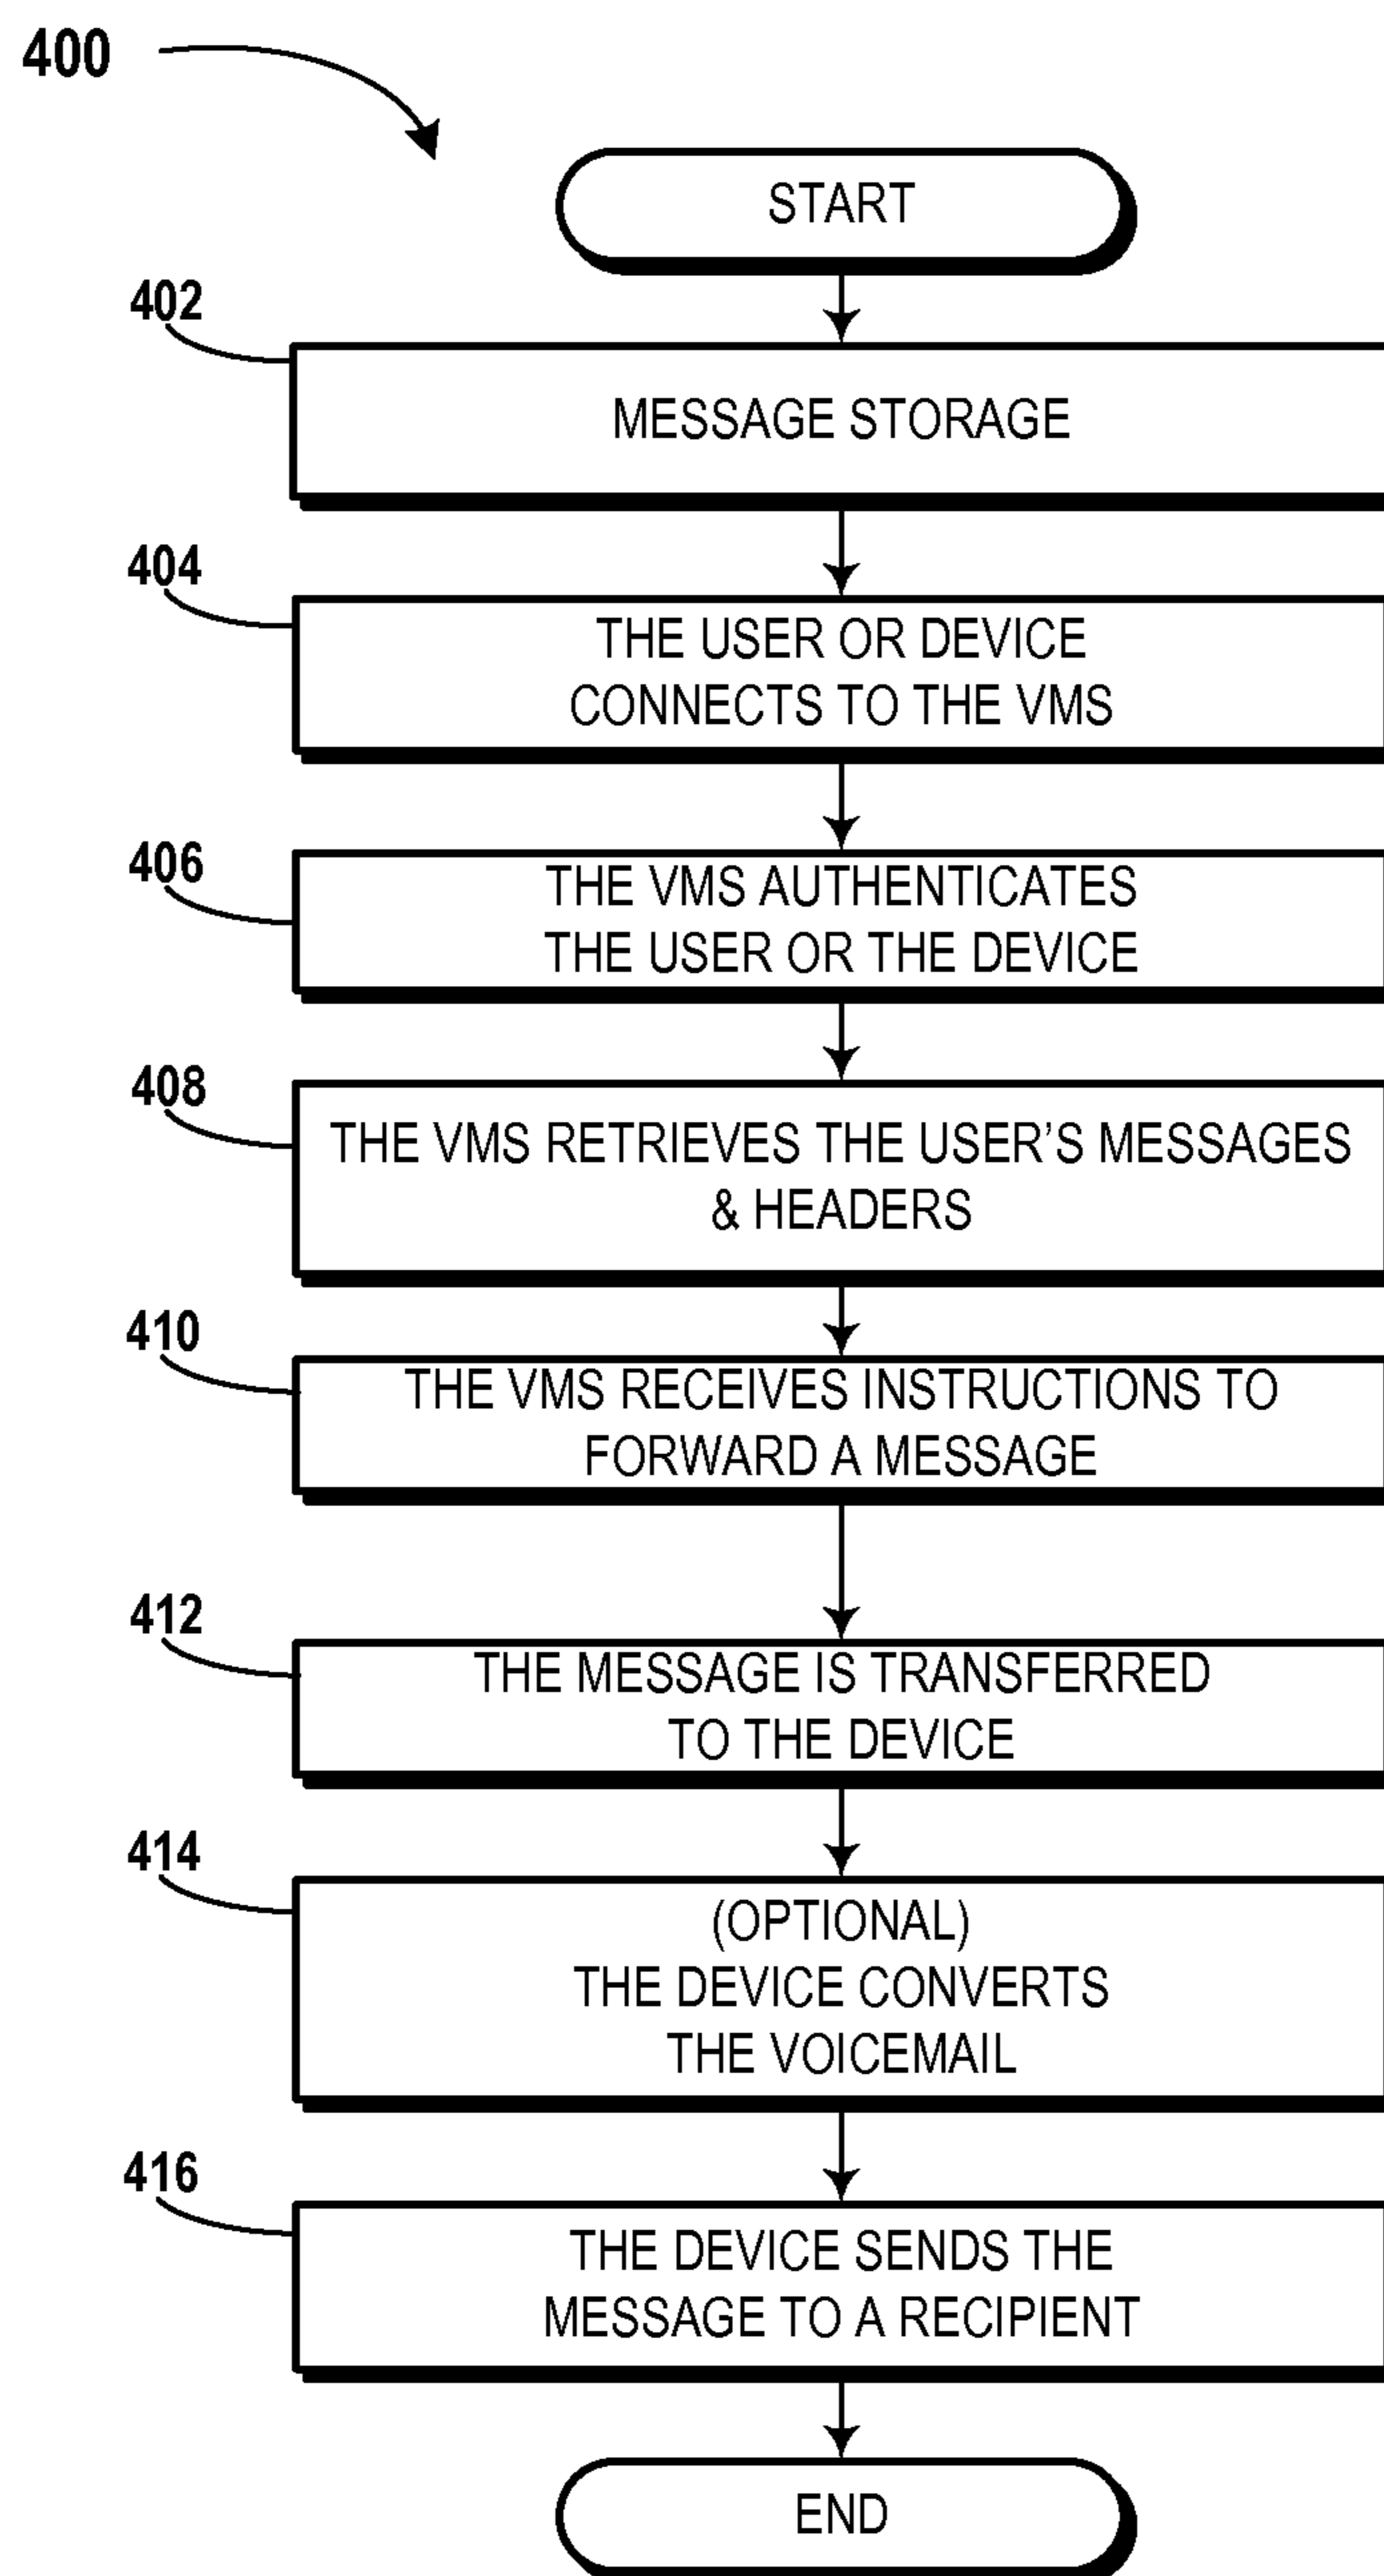 400
START
402
MESSAGE STORAGE
404
THE USER OR DEVICE
CONNECTS TO THE VMS
406
THE VMS AUTHENTICATES
THE USER OR THE DEVICE
408
THE VMS RETRIEVES THE USER’S MESSAGES
& HEADERS
410
THE VMS RECEIVES INSTRUCTIONS TO
FORWARD A MESSAGE
412
THE MESSAGE IS TRANSFERRED
TO THE DEVICE
414
(OPTIONAL)
THE DEVICE CONVERTS
THE VOICEMAIL
416
THE DEVICE SENDS THE
MESSAGE TO A RECIPIENT
END